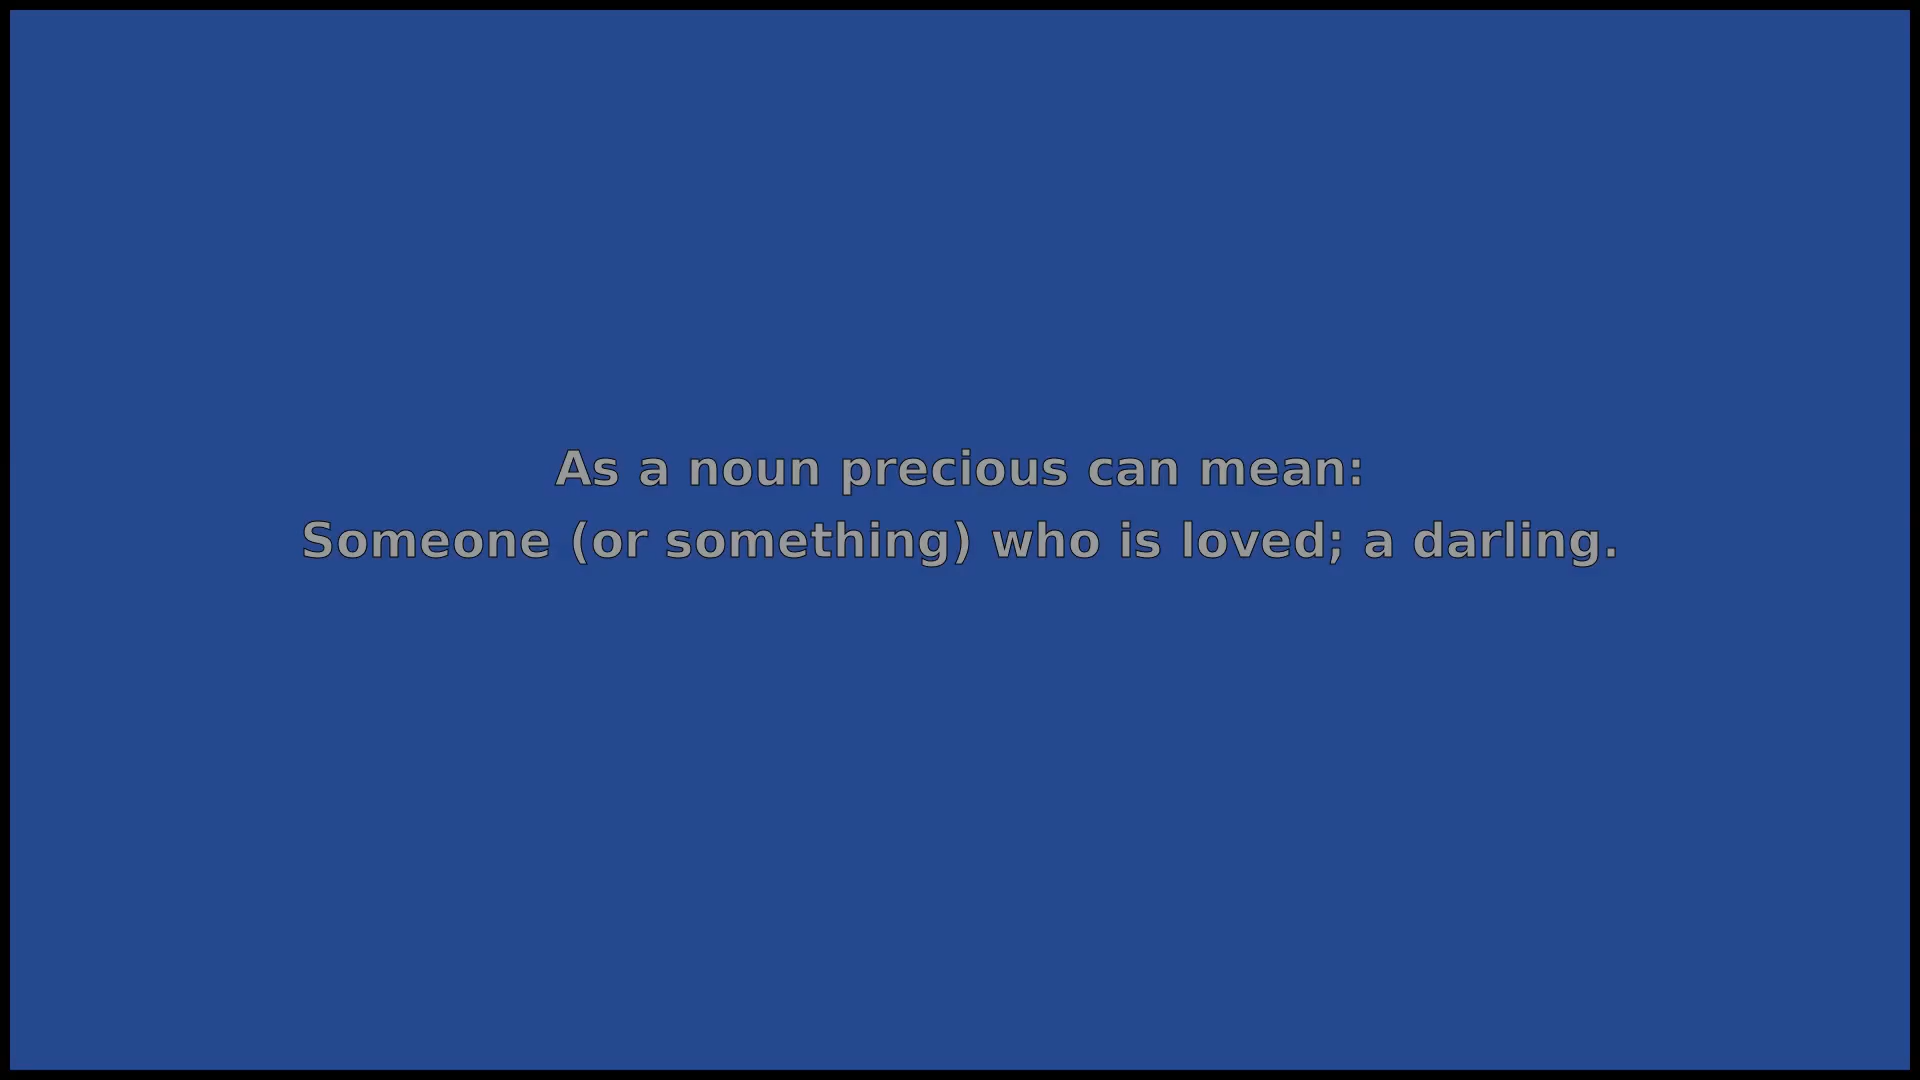 As a noun precious can mean:
Someone (or something) who is loved; a darling.